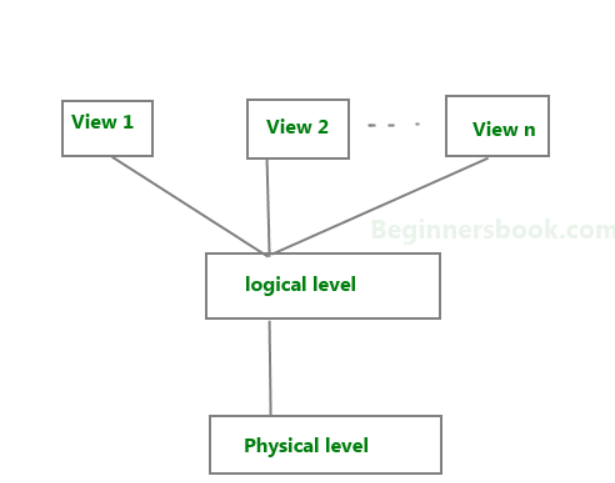 View 1
View 2
View n
Beginnersbook.com
logical level
Physical level